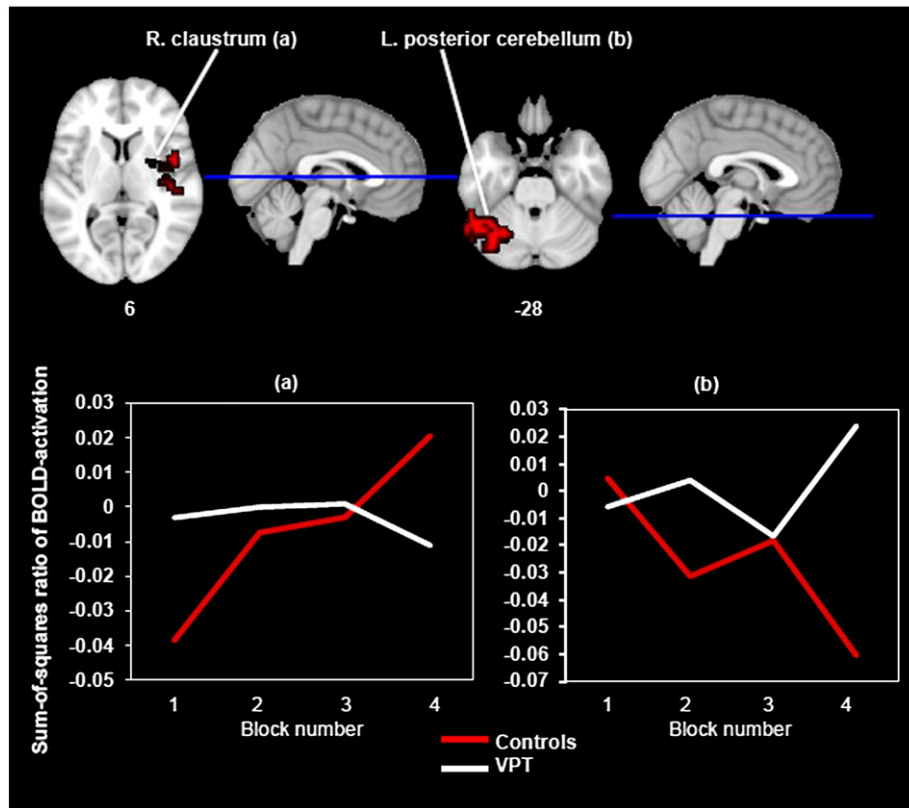 R. claustrum (a)
L. posterior cerebellum (b)
6
-28
Sum-of-squares ratio of BOLD-activation
(a)
0.03
0.02
0.01
0
-0.01
-0.02
-0.03
-0.04
-0.05
1 2 3 4
Block number
(b)
0.03
0.02
0.01
0
-0.01
-0.02
-0.03
-0.04
-0.05
-0.06
-0.07
1 2 3 4
Block number
Controls
VPT